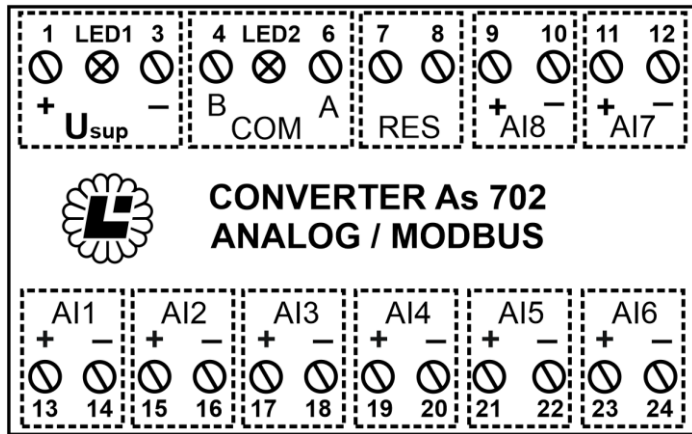 1 LED1 3 4 LED2 6 7 8 9 10 11 12
+ − B A + − + −
Usup COM RES AI8 AI7
CONVERTER As 702
ANALOG / MODBUS
AI1 AI2 AI3 AI4 AI5 AI6
+ − + − + − + − + − + −
13 14 15 16 17 18 19 20 21 22 23 24